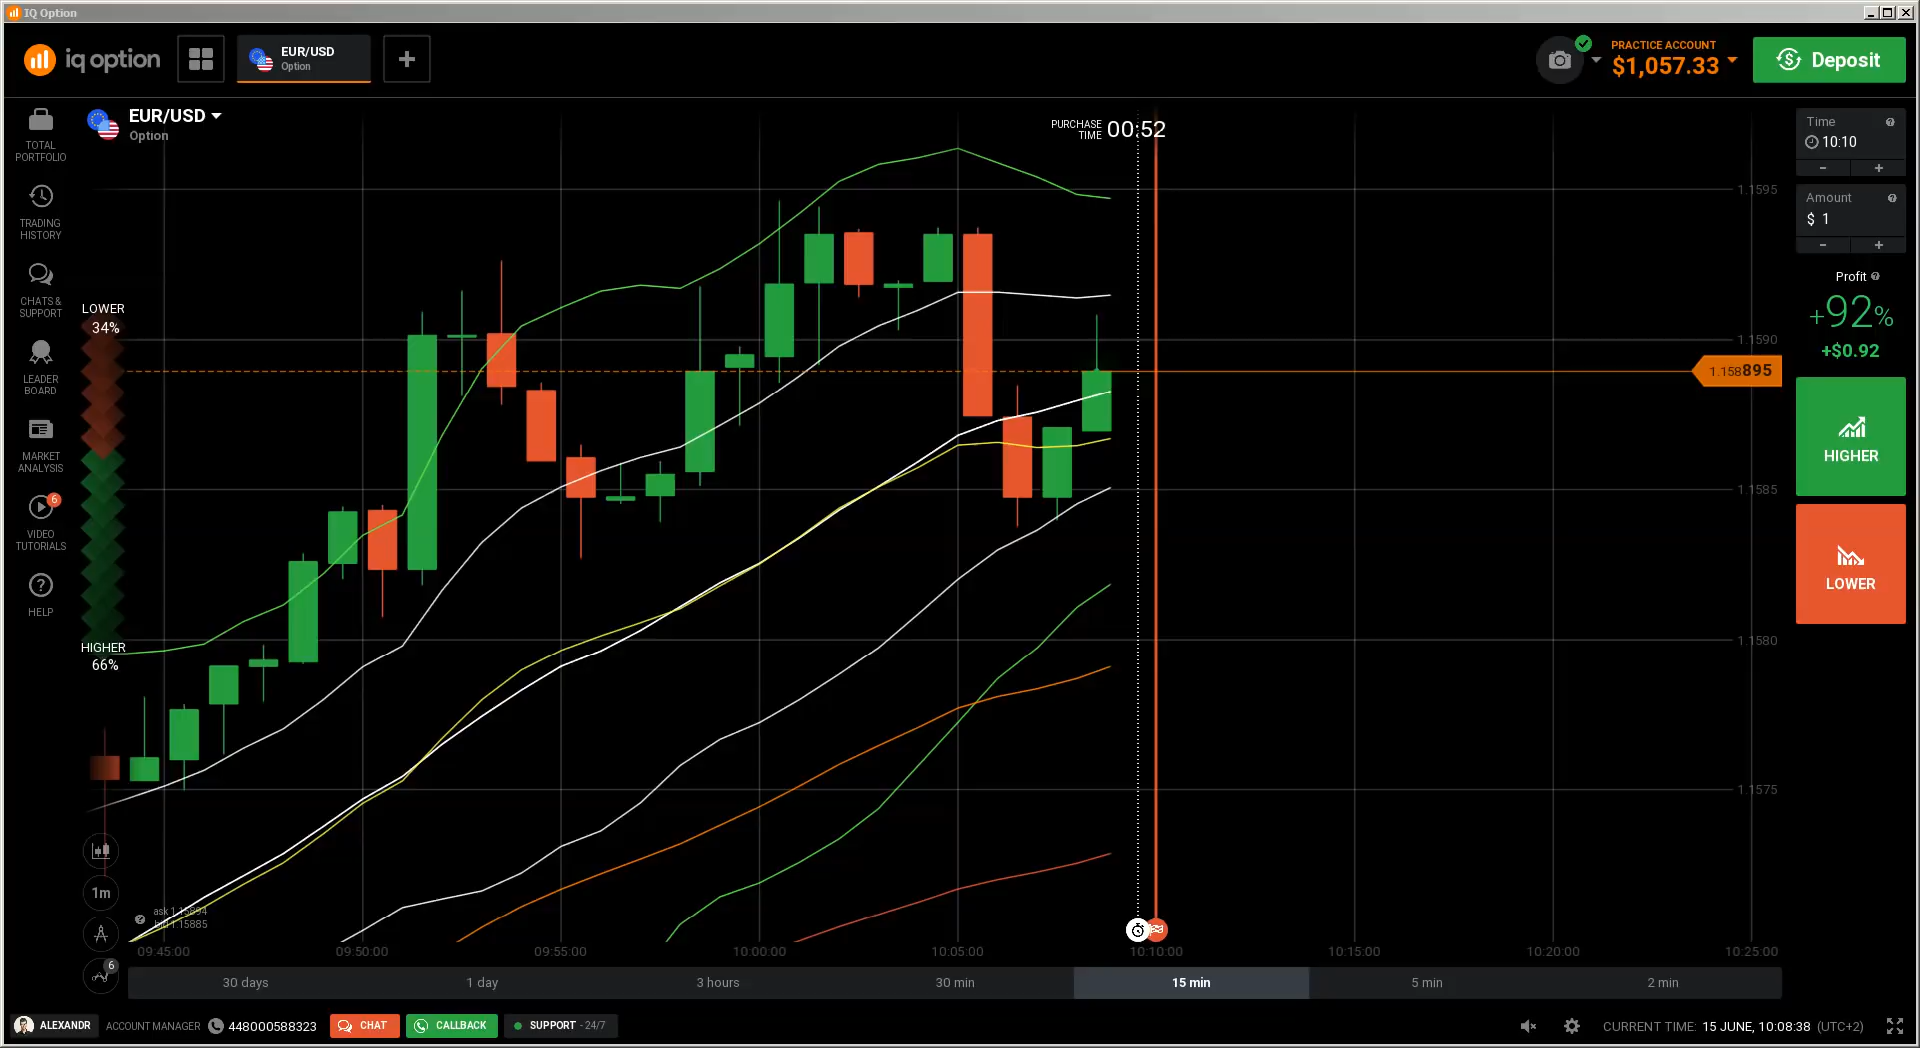 IQ Option
iq option
EUR/USD
Option
PRACTICE ACCOUNT
$1,057.33
Deposit
EUR/USD
Option
PURCHASE
TIME
00:52
TOTAL
PORTFOLIO
TRADING
HISTORY
CHATS &
SUPPORT
LEADER
BOARD
MARKET
ANALYSIS
6
VIDEO
TUTORIALS
HELP
LOWER
34%
HIGHER
66%
1.1595
1.1590
1.158895
1.1585
1.1580
1.1575
Time
10:10
Amount
$ 1
Profit
+92%
+$0.92
HIGHER
LOWER
1m
6
ask 1.15894
bid 1.15885
09:45:00
09:50:00
09:55:00
10:00:00
10:05:00
10:10:00
10:15:00
10:20:00
10:25:00
30 days
1 day
3 hours
30 min
15 min
5 min
2 min
ALEXANDR
ACCOUNT MANAGER
448000588323
CHAT
CALLBACK
SUPPORT - 24/7
CURRENT TIME: 15 JUNE, 10:08:38 (UTC+2)